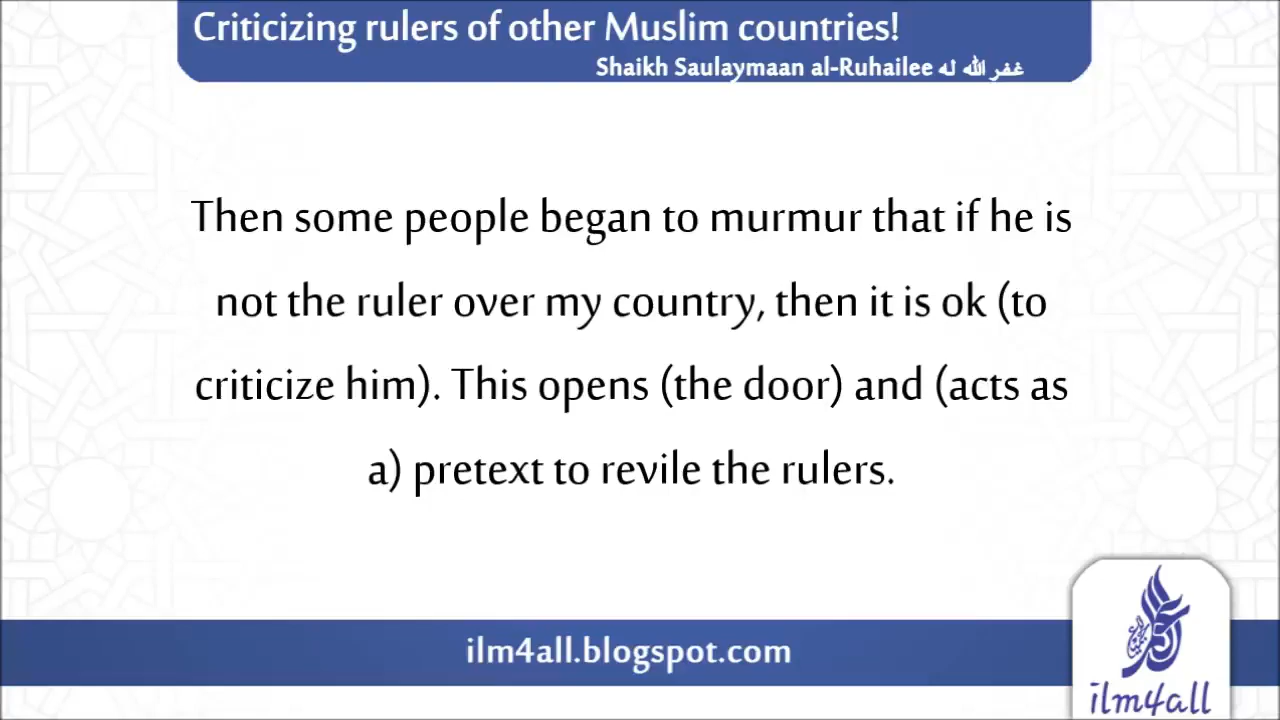 Criticizing rulers of other Muslim countries!
Shaikh Saulaymaan al-Ruhailee غفر الله له
Then some people began to murmur that if he is
not the ruler over my country, then it is ok (to
criticize him). This opens (the door) and (acts as
a) pretext to revile the rulers.
ilm4all.blogspot.com
ilm4all